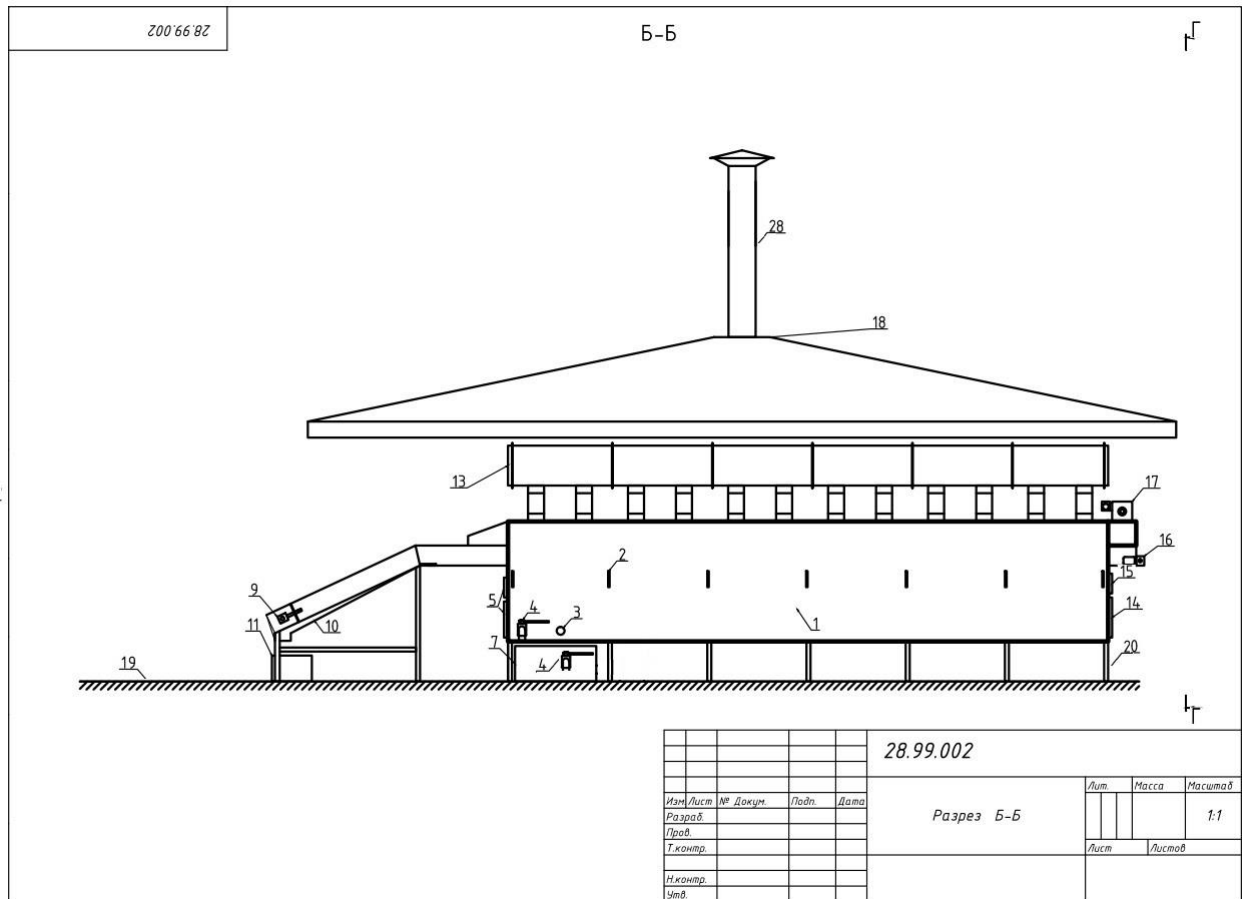 28.99.002
Б-Б
Г
28
18
13
17
2
16
9
5
4
3
15
11
10
1
14
7
4
20
19
Г
28.99.002
Лит. Масса Масштаб
Изм. Лист № Докум. Подп. Дата
Разраб. Разрез Б-Б 1:1
Пров.
Т.контр. Лист Листов
Н.контр.
Утв.